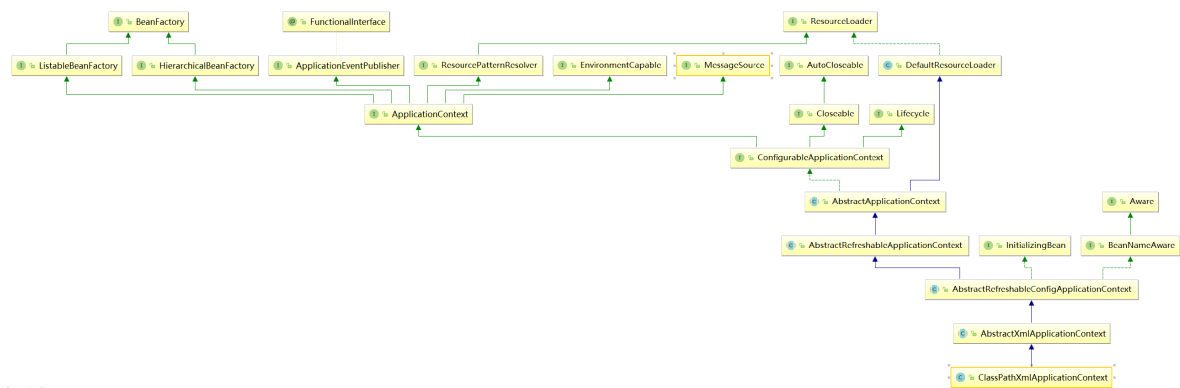 BeanFactory
FunctionalInterface
ResourceLoader
ListableBeanFactory
HierarchicalBeanFactory
ApplicationEventPublisher
ResourcePatternResolver
EnvironmentCapable
MessageSource
AutoCloseable
DefaultResourceLoader
ApplicationContext
Closeable
Lifecycle
ConfigurableApplicationContext
AbstractApplicationContext
Aware
AbstractRefreshableApplicationContext
InitializingBean
BeanNameAware
AbstractRefreshableConfigApplicationContext
AbstractXmlApplicationContext
ClassPathXmlApplicationContext